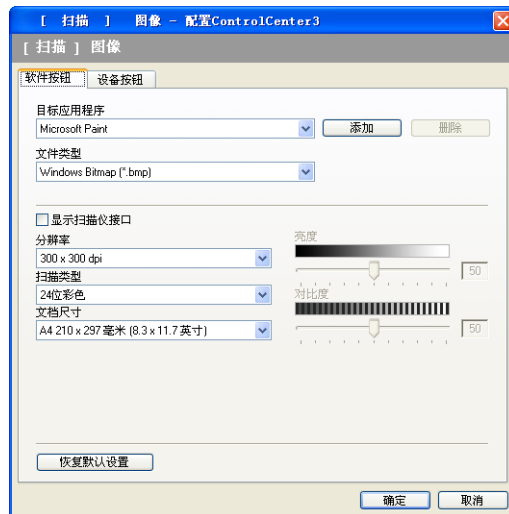 [ 扫描 ] 图像 - 配置ControlCenter3
[ 扫描 ] 图像
软件按钮 设备按钮
目标应用程序
Microsoft Paint 添加 删除
文件类型
Windows Bitmap (*.bmp)
显示扫描仪接口
分辨率 亮度
300 x 300 dpi 50
扫描类型
24位彩色 对比度
文档尺寸
A4 210 x 297 毫米 (8.3 x 11.7 英寸) 50
恢复默认设置
确定 取消